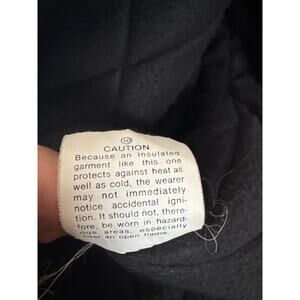 10
CAUTION
Because an insulated
garment like this one
protects against heat as
well as cold, the wearer
may not immediately
notice accidental igni-
tion. It should not, there-
fore, be worn in hazard-
ous areas, especially
near an open flame.